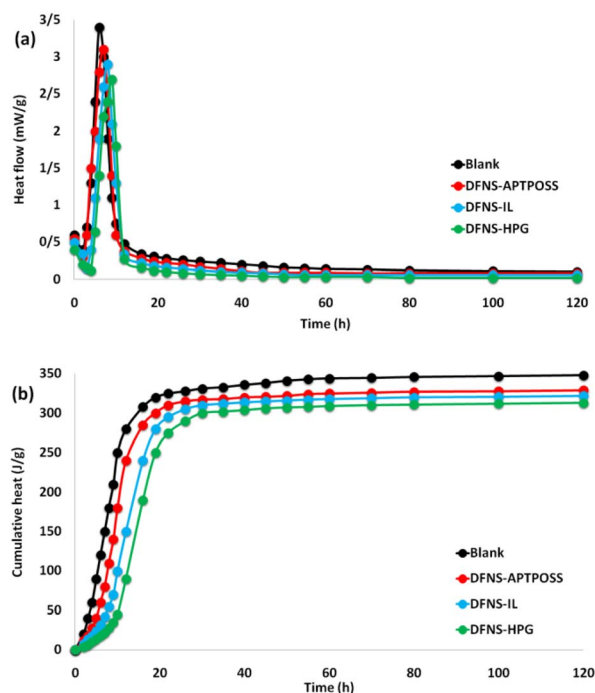 (a)
3/5
3
2/5
2
1/5
1
0/5
0
Heat flow (mW/g)
Blank
DFNS-APTPOSS
DFNS-IL
DFNS-HPG
0 20 40 60 80 100 120
Time (h)
(b)
350
300
250
200
150
100
50
0
Cumulative heat (J/g)
Blank
DFNS-APTPOSS
DFNS-IL
DFNS-HPG
0 20 40 60 80 100 120
Time (h)